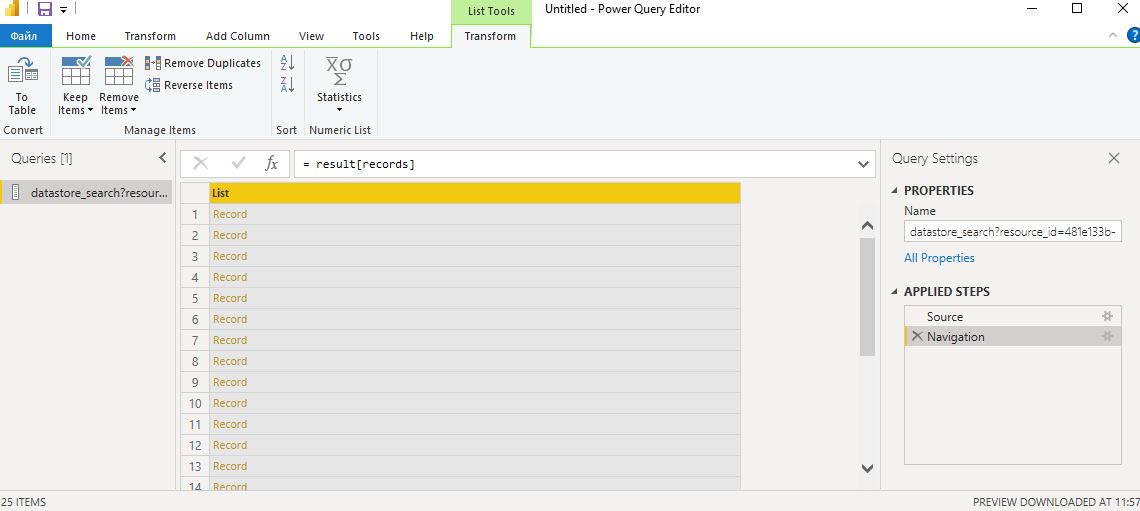 List Tools
Untitled - Power Query Editor
Файл
Home
Transform
Add Column
View
Tools
Help
Transform
To
Table
Convert
Keep
Items
Remove
Items
Remove Duplicates
Reverse Items
Manage Items
A
Z
Z
A
Sort
XΣσ
Statistics
Numeric List
Queries [1]
datastore_search?resour...
fx
= result[records]
List
1 Record
2 Record
3 Record
4 Record
5 Record
6 Record
7 Record
8 Record
9 Record
10 Record
11 Record
12 Record
13 Record
14 Record
Query Settings
PROPERTIES
Name
datastore_search?resource_id=481e133b-
All Properties
APPLIED STEPS
Source
Navigation
25 ITEMS
PREVIEW DOWNLOADED AT 11:57